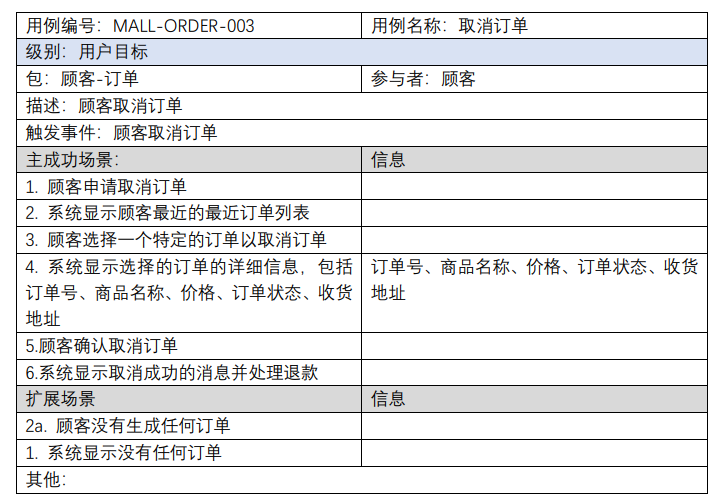 用例编号：MALL-ORDER-003
用例名称：取消订单
级别：用户目标
包：顾客-订单
参与者：顾客
描述：顾客取消订单
触发事件：顾客取消订单
主成功场景：
信息
1. 顾客申请取消订单
2. 系统显示顾客最近的最近订单列表
3. 顾客选择一个特定的订单以取消订单
4. 系统显示选择的订单的详细信息，包括
订单号、商品名称、价格、订单状态、收货
地址
订单号、商品名称、价格、订单状态、收货
地址
5.顾客确认取消订单
6.系统显示取消成功的消息并处理退款
扩展场景
信息
2a. 顾客没有生成任何订单
1. 系统显示没有任何订单
其他：